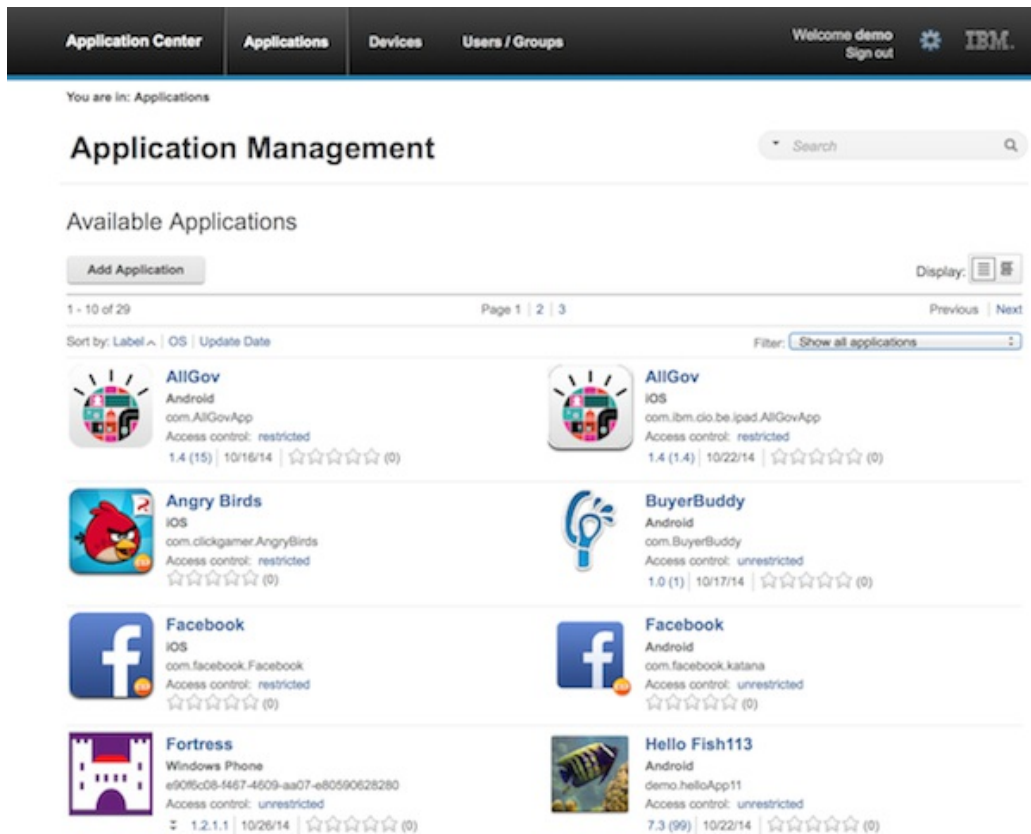 Application Center Applications Devices Users / Groups Welcome demo
Sign out
IBM.
You are in: Applications
Application Management
Search
Available Applications
Add Application
Display:
1 - 10 of 29 Page 1 | 2 | 3 Previous | Next
Sort by: Label | OS | Update Date Filter: Show all applications
AllGov
Android
com.AllGovApp
Access control: restricted
1.4 (15) | 10/16/14 | (0)
AllGov
iOS
com.ibm.cio.be.ipad.AllGovApp
Access control: restricted
1.4 (1.4) | 10/22/14 | (0)
Angry Birds
iOS
com.clickgamer.AngryBirds
Access control: restricted
(0)
BuyerBuddy
Android
com.BuyerBuddy
Access control: unrestricted
1.0 (1) | 10/17/14 | (0)
Facebook
iOS
com.facebook.Facebook
Access control: restricted
(0)
Facebook
Android
com.facebook.katana
Access control: unrestricted
(0)
Fortress
Windows Phone
e90f6c08-f467-4609-aa07-e80590628280
Access control: unrestricted
1.2.1.1 | 10/26/14 | (0)
Hello Fish113
Android
demo.helloApp11
Access control: unrestricted
7.3 (99) | 10/22/14 | (0)